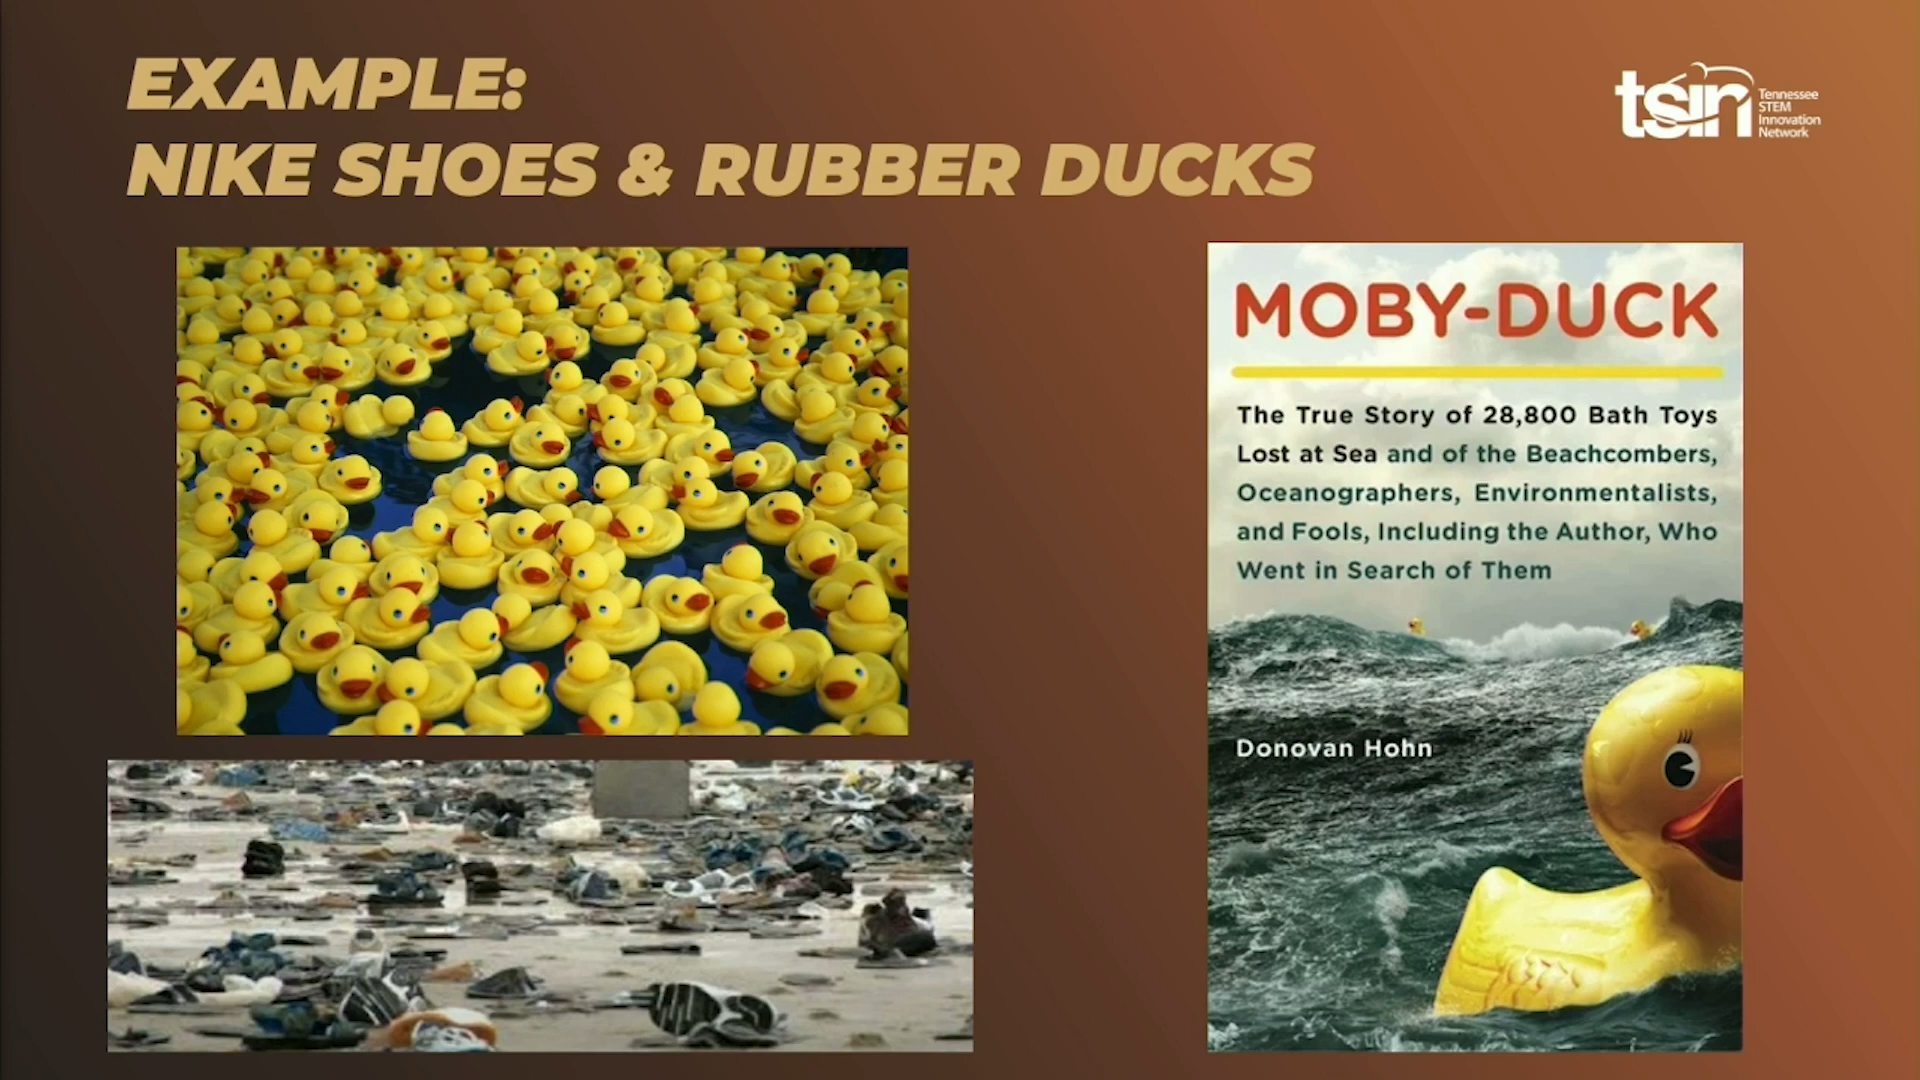 EXAMPLE:
NIKE SHOES & RUBBER DUCKS
tsin
Tennessee
STEM
Innovation
Network
MOBY-DUCK
The True Story of 28,800 Bath Toys
Lost at Sea and of the Beachcombers,
Oceanographers, Environmentalists,
and Fools, Including the Author, Who
Went in Search of Them
Donovan Hohn